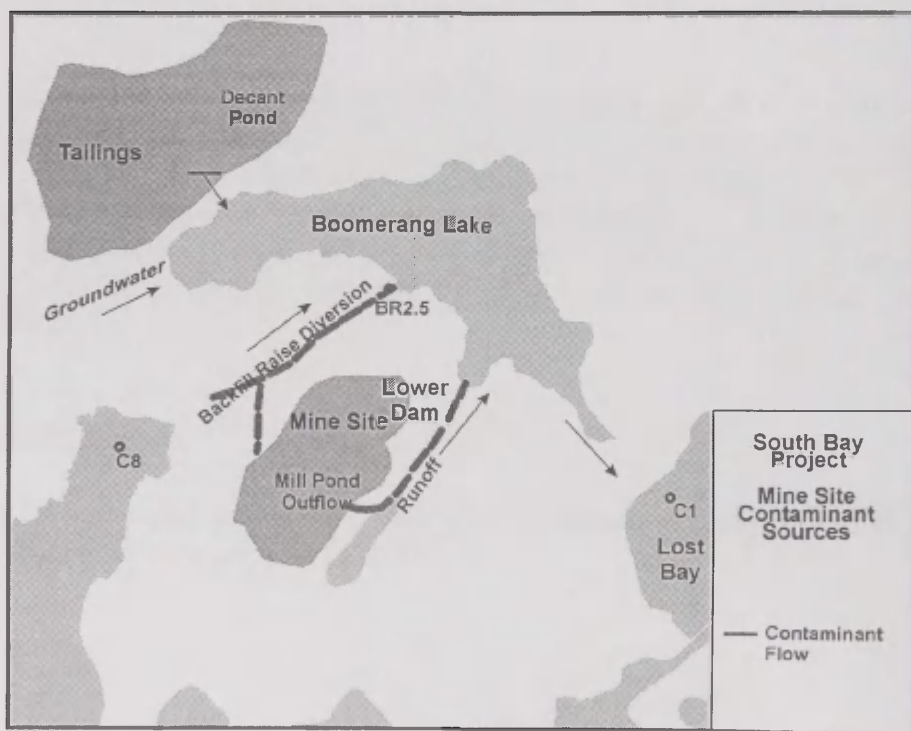 Decant
Pond
Tailings
Boomerang Lake
Groundwater
BR2.5
Backfill Raise Diversion
Lower
Dam
Mine Site
C8
Mill Pond
Outflow
Runoff
C1
Lost
Bay
South Bay
Project
Mine Site
Contaminant
Sources
Contaminant
Flow